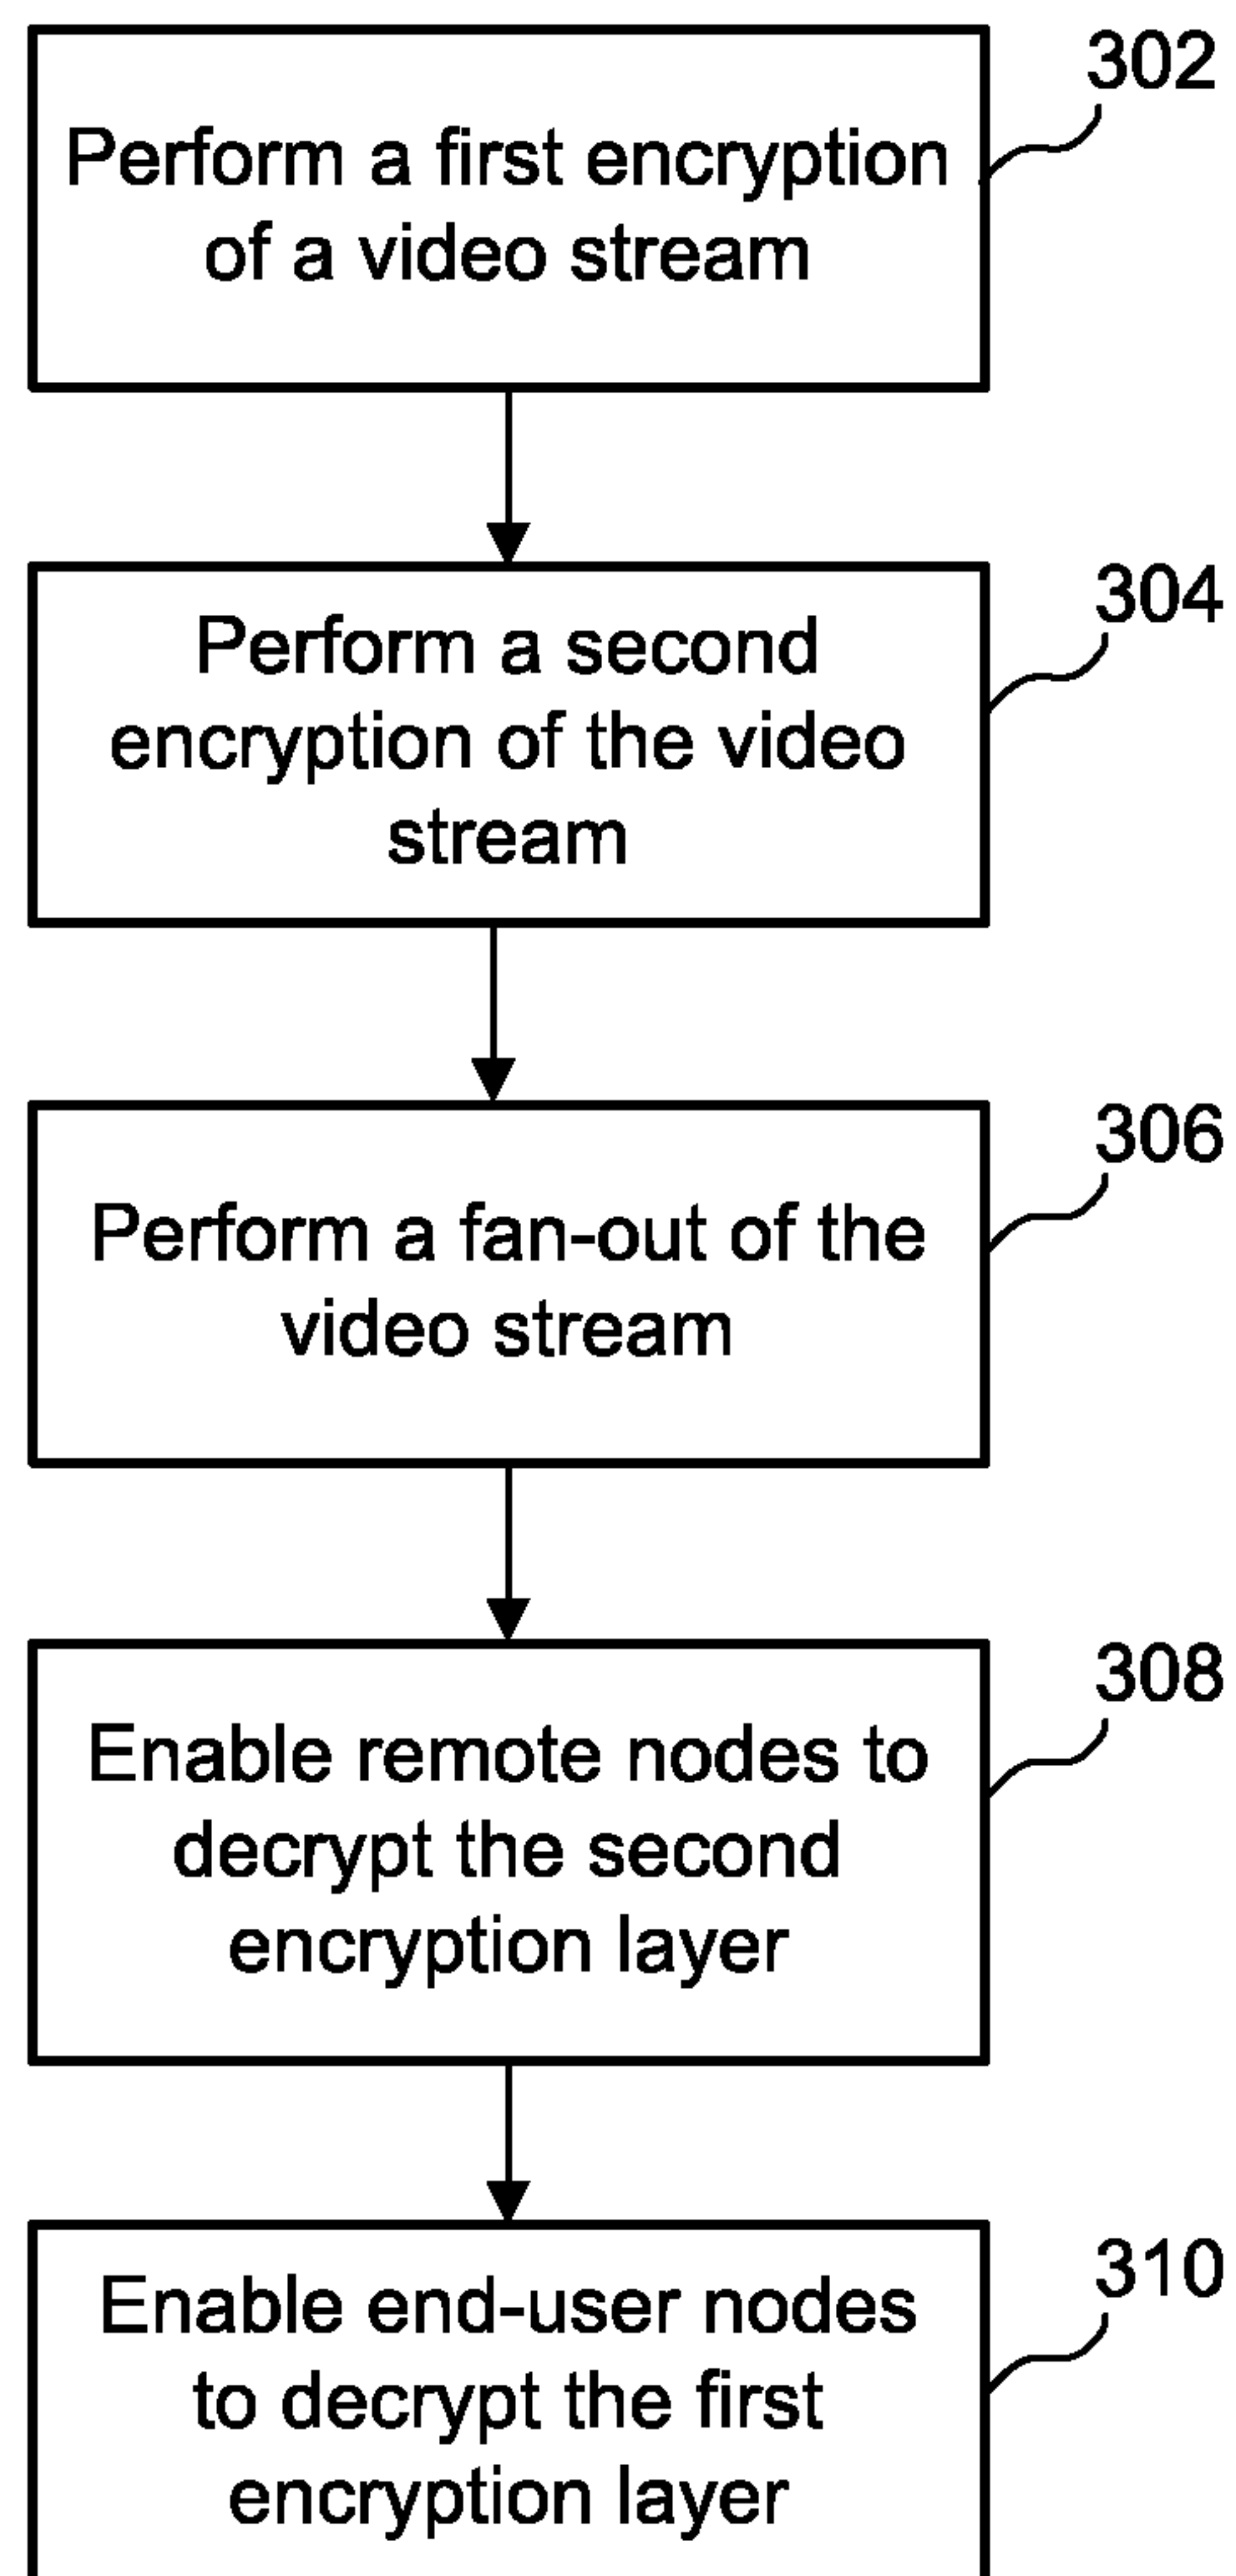 302
Perform a first encryption
of a video stream
304
Perform a second
encryption of the video
stream
306
Perform a fan-out of the
video stream
308
Enable remote nodes to
decrypt the second
encryption layer
310
Enable end-user nodes
to decrypt the first
encryption layer